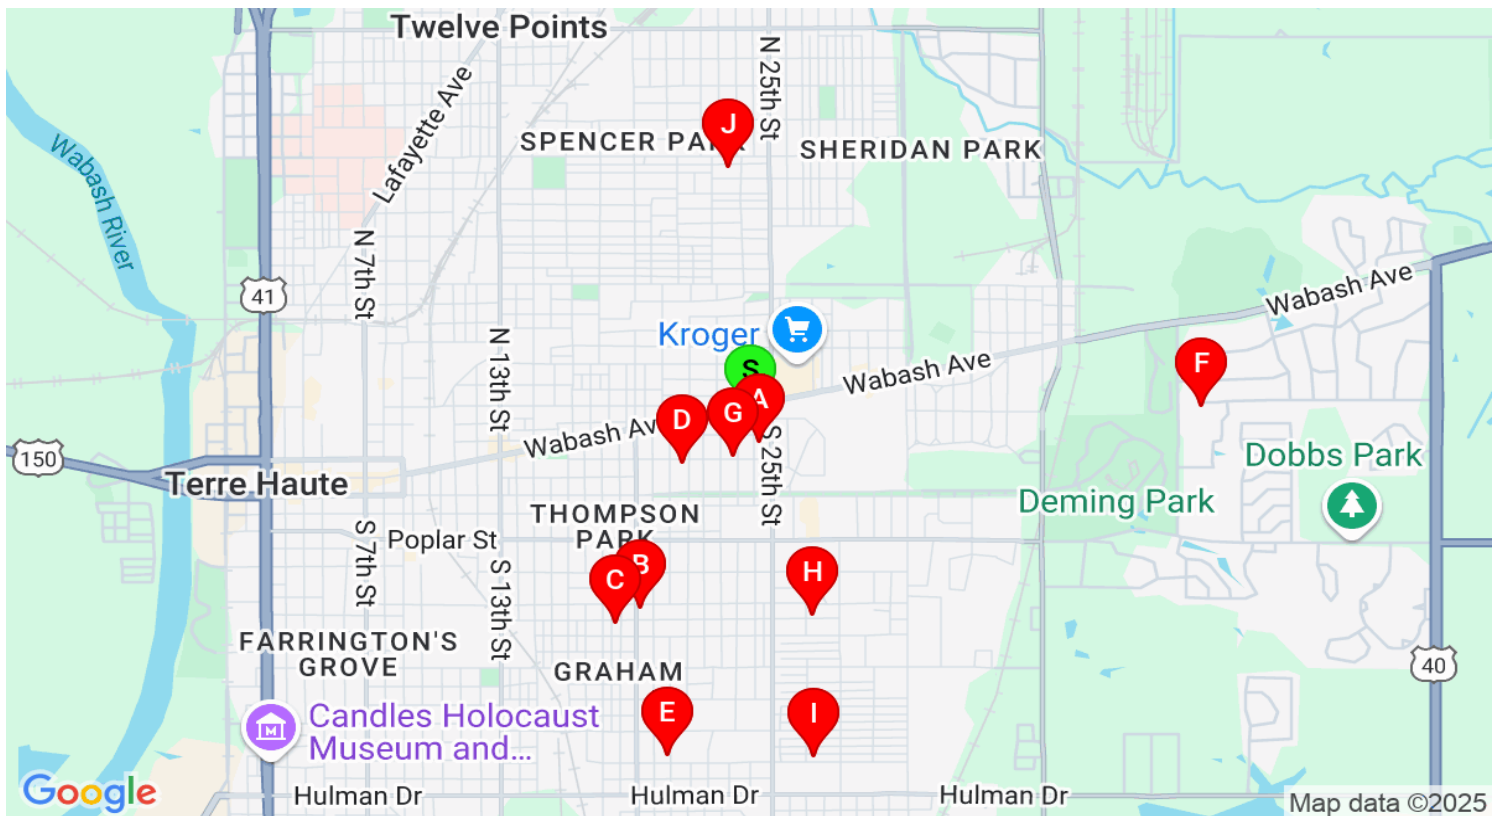 Twelve Points
N 25th St
Lafayette Ave
J
SPENCER PA
SHERIDAN PARK
Wabash River
N 7th St
41
Wabash Ave
Kroger
N 13th St
S
F
Wabash Ave
A
G
D
Wabash Av
S 25th St
150
Terre Haute
Dobbs Park
Deming Park
THOMPSON
PARK
Poplar St
S 7th St
S 13th St
B
C
H
FARRINGTON'S
GROVE
GRAHAM
40
E
I
Candles Holocaust
Museum and...
Google
Hulman Dr
Hulman Dr
Hulman Dr
Map data ©2025